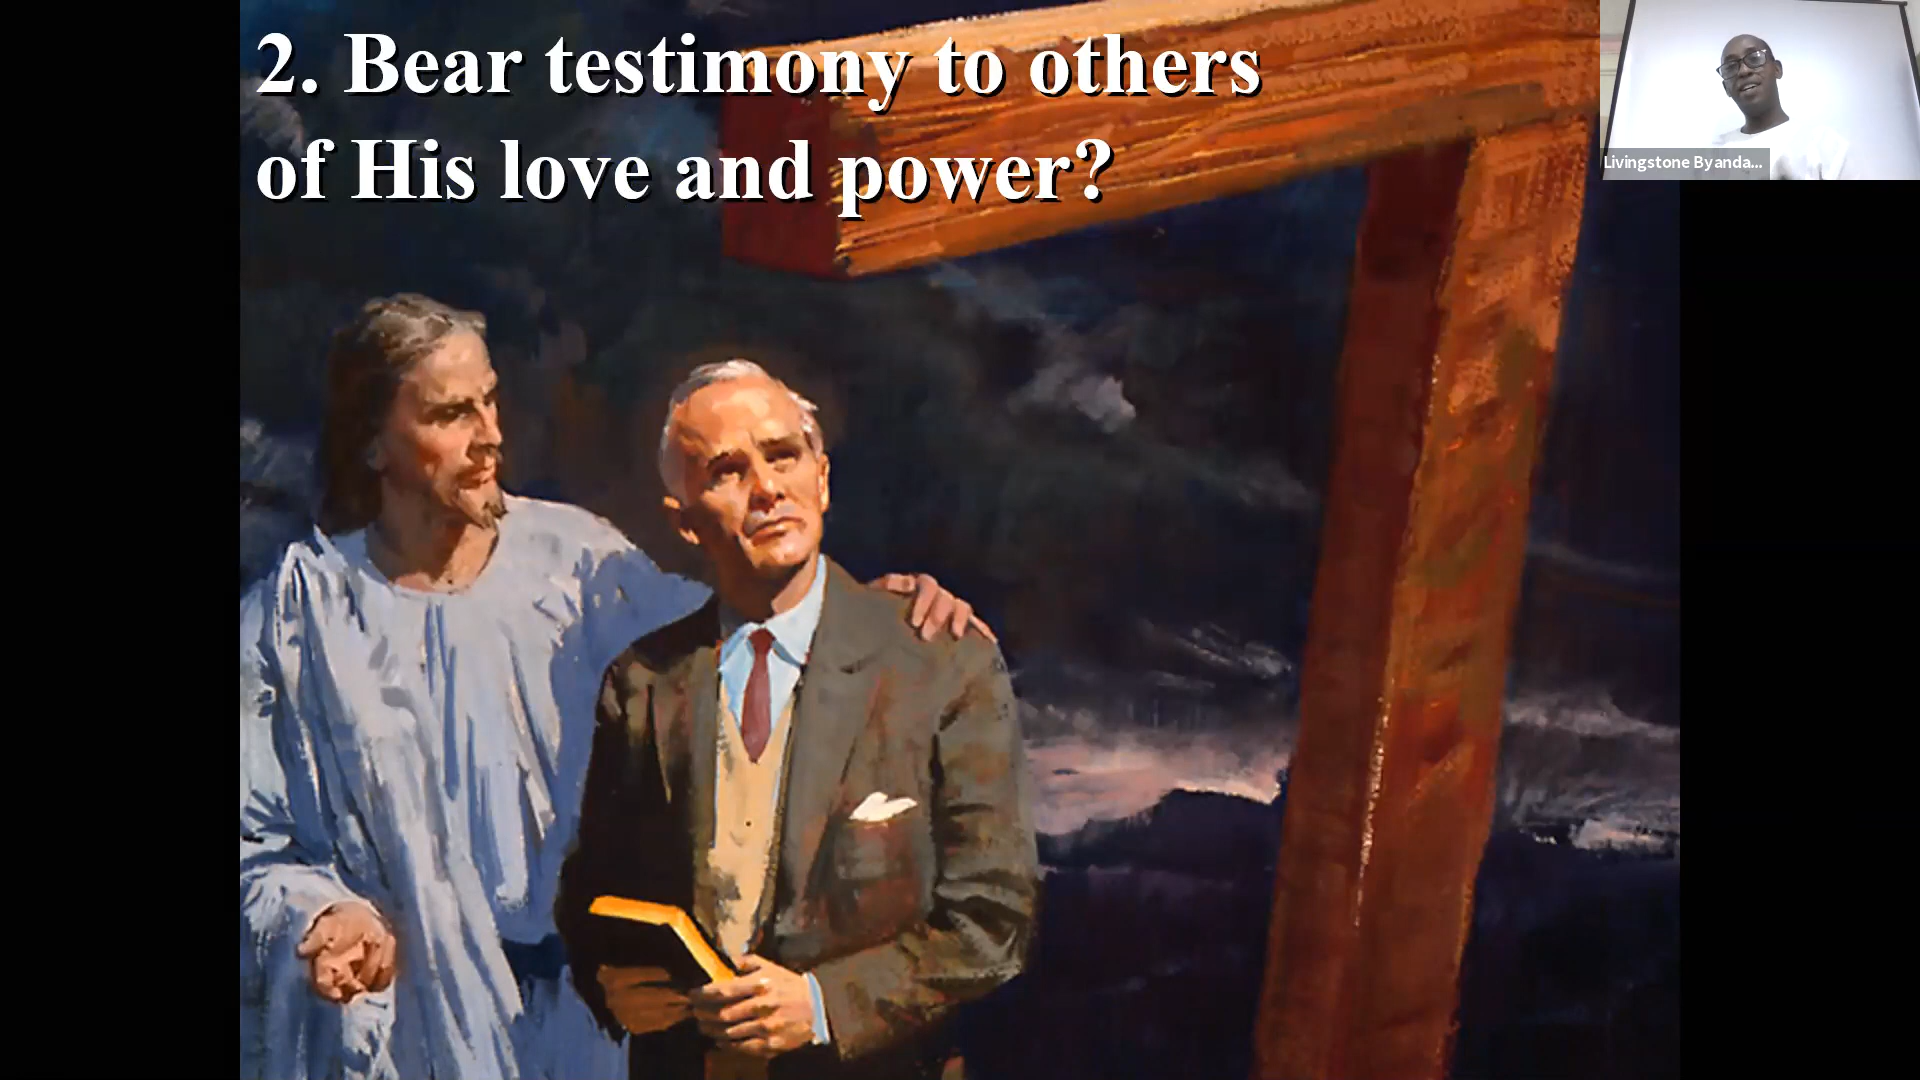 2. Bear testimony to others
of His love and power?
Livingstone Byanda...